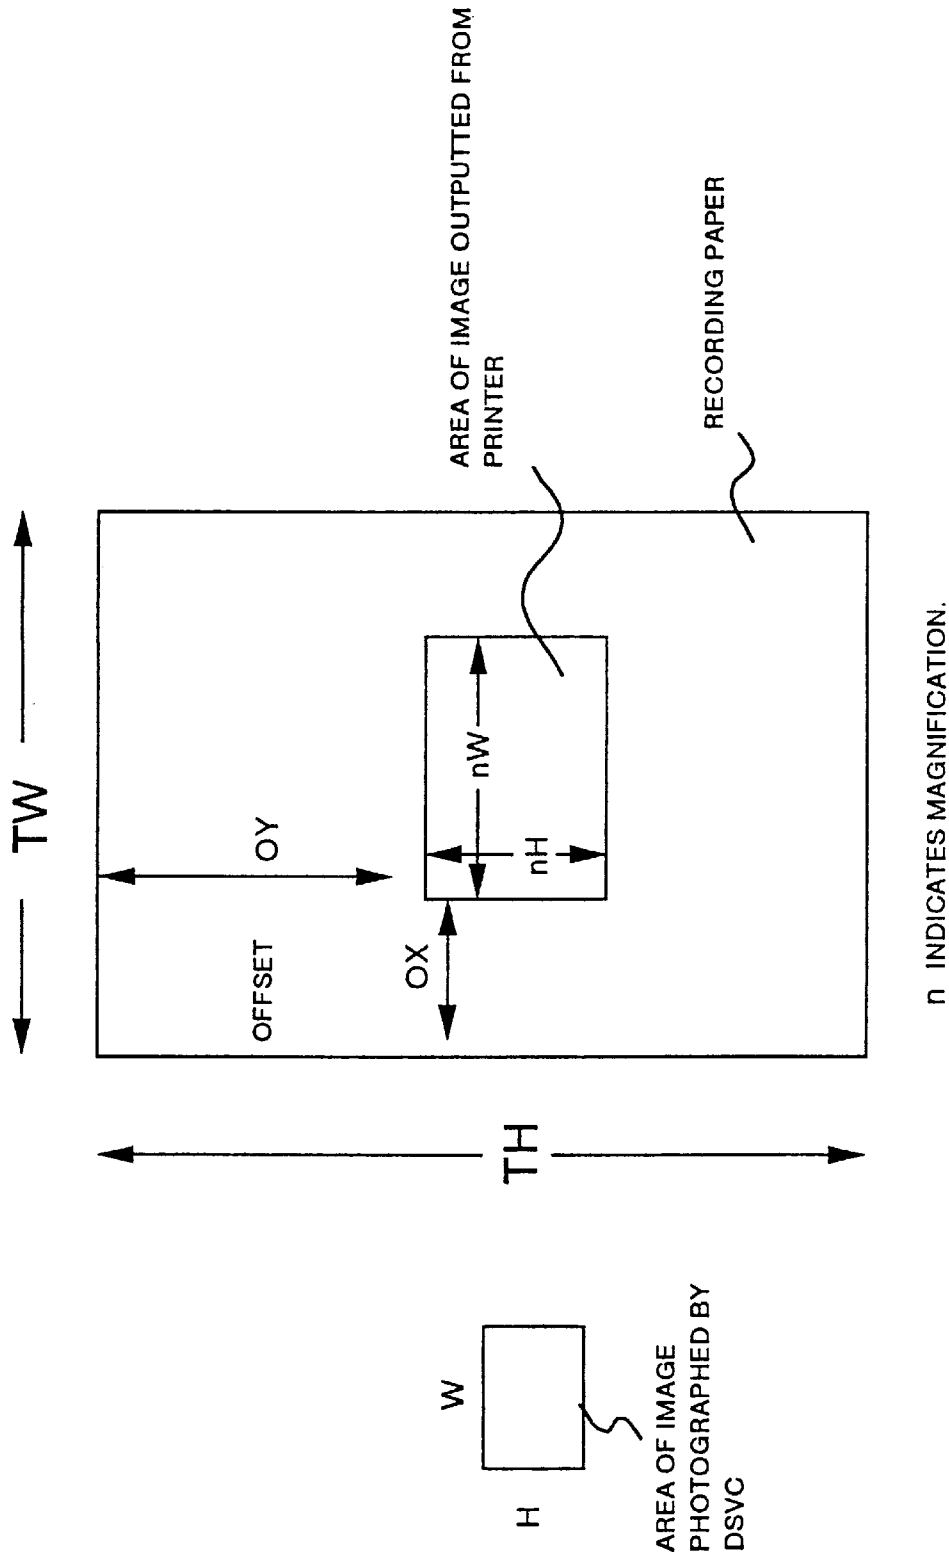 TW
OFFSET
OY
OX
nW
nH
TH
AREA OF IMAGE OUTPUTTED FROM
PRINTER
RECORDING PAPER
W
H
AREA OF IMAGE
PHOTOGRAPHED BY
DSVC
n INDICATES MAGNIFICATION.